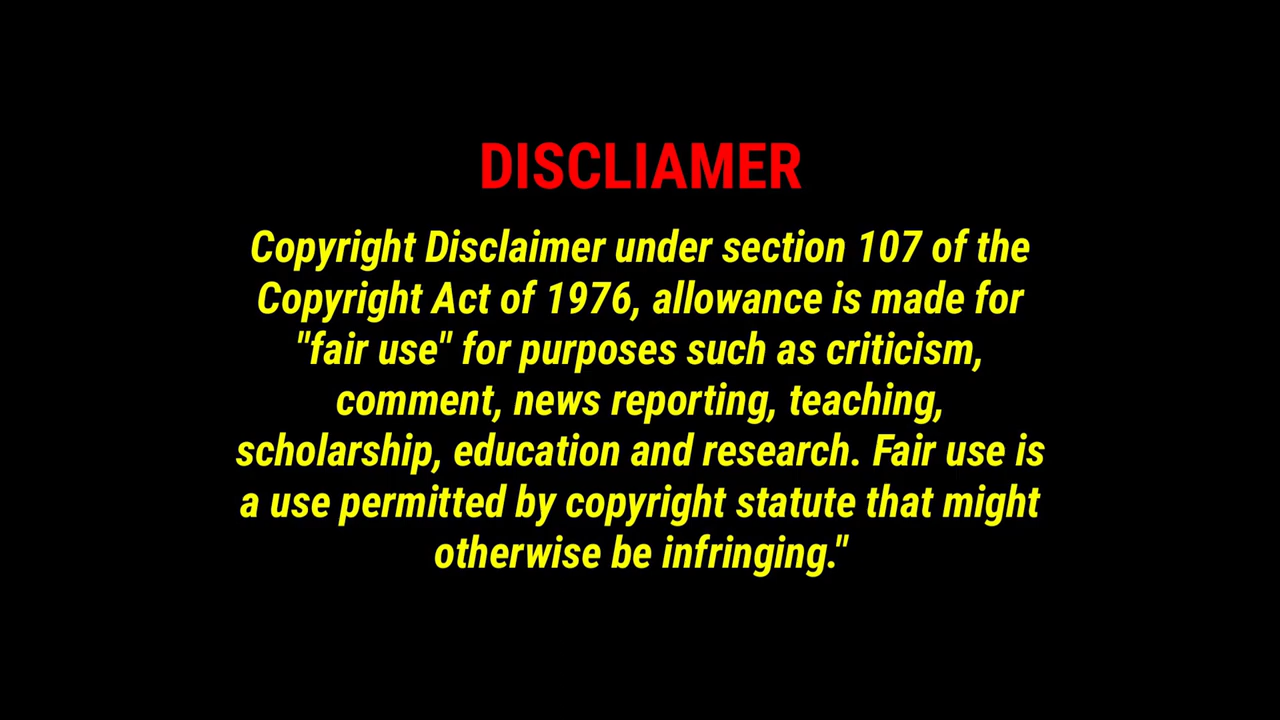 DISCLIAMER
Copyright Disclaimer under section 107 of the
Copyright Act of 1976, allowance is made for
"fair use" for purposes such as criticism,
comment, news reporting, teaching,
scholarship, education and research. Fair use is
a use permitted by copyright statute that might
otherwise be infringing."